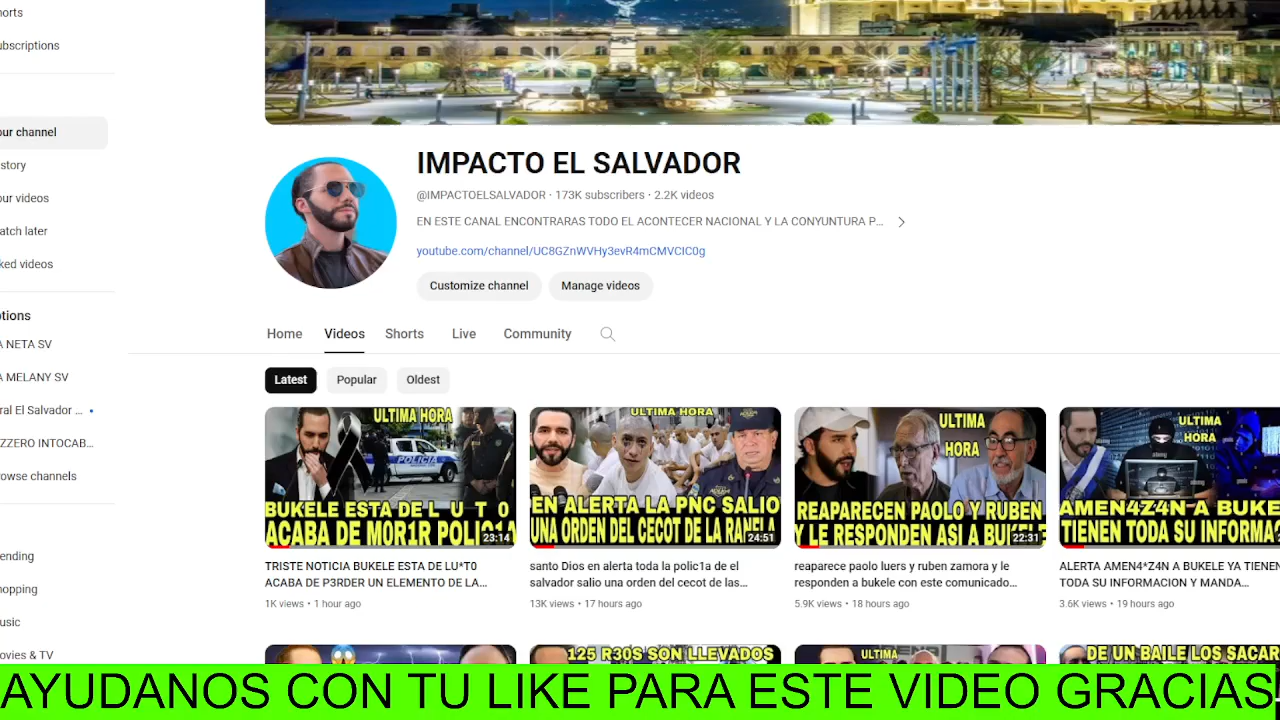 orts
ubscriptions
our channel
story
our videos
atch later
ked videos
otions
A NETA SV
A MELANY SV
ral El Salvador ...
ZZERO INTOCAB...
rowse channels
ending
hopping
usic
ovies & TV
IMPACTO EL SALVADOR
@IMPACTOELSALVADOR · 173K subscribers · 2.2K videos
EN ESTE CANAL ENCONTRARAS TODO EL ACONTECER NACIONAL Y LA CONYUNTURA P...
youtube.com/channel/UC8GZnWVHy3evR4mCMVCIC0g
Customize channel
Manage videos
Home
Videos
Shorts
Live
Community
Latest
Popular
Oldest
ULTIMA HORA
POLICIA
BUKELE ESTA DE L U T O
ACABA DE MOR1R POLI
23:14
TRISTE NOTICIA BUKELE ESTA DE LU*T0
ACABA DE P3RDER UN ELEMENTO DE LA...
1K views • 1 hour ago
ULTIMA HORA
EN ALERTA LA PNC SALIO
UNA ORDEN DEL CECOT DE LA RANFLA
24:51
santo Dios en alerta toda la polic1a de el
salvador salio una orden del cecot de las...
13K views • 17 hours ago
ULTIMA
HORA
REAPARECEN PAOLO Y RUBEN
Y LE RESPONDEN ASI A BUKELE
22:31
reaparece paolo luers y ruben zamora y le
responden a bukele con este comunicado...
5.9K views • 18 hours ago
ULTIMA
HORA
AMEN4Z4N A BUKE
TIENEN TODA SU INFORMA
ALERTA AMEN4*Z4N A BUKELE YA TIENEN
TODA SU INFORMACION Y MANDA...
3.6K views • 19 hours ago
125 R30S SON LLEVADOS
ULTIMA
DE UN BAILE LOS SACAR
AYUDANOS CON TU LIKE PARA ESTE VIDEO GRACIAS